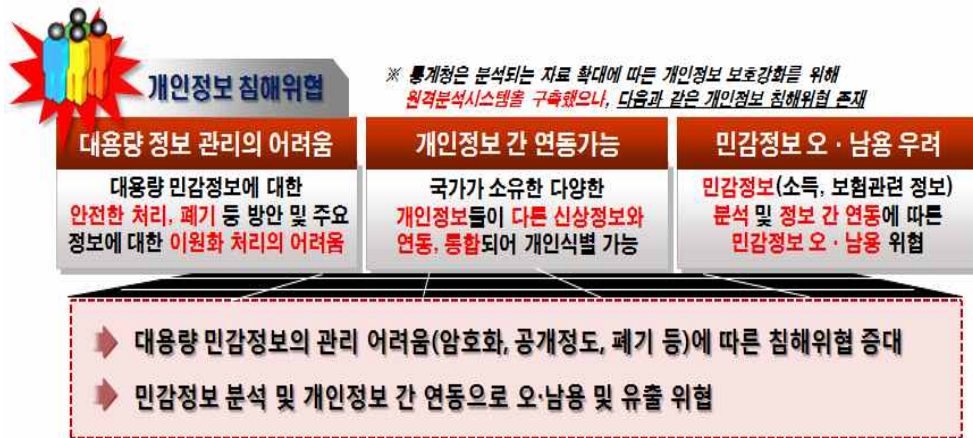 개인정보 침해위협
※ 통계청은 분석되는 자료 확대에 따른 개인정보 보호강화를 위해
원격분석시스템을 구축했으나, 다음과 같은 개인정보 침해위협 존재
대용량 정보 관리의 어려움
대용량 민감정보에 대한
안전한 처리, 폐기 등 방안 및 주요
정보에 대한 이원화 처리의 어려움
개인정보 간 연동가능
국가가 소유한 다양한
개인정보들이 다른 신상정보와
연동, 통합되어 개인식별 가능
민감정보 오·남용 우려
민감정보(소득, 보험관련 정보)
분석 및 정보 간 연동에 따른
민감정보 오·남용 위협
대용량 민감정보의 관리 어려움(암호화, 공개정도, 폐기 등)에 따른 침해위협 증대
민감정보 분석 및 개인정보 간 연동으로 오·남용 및 유출 위협